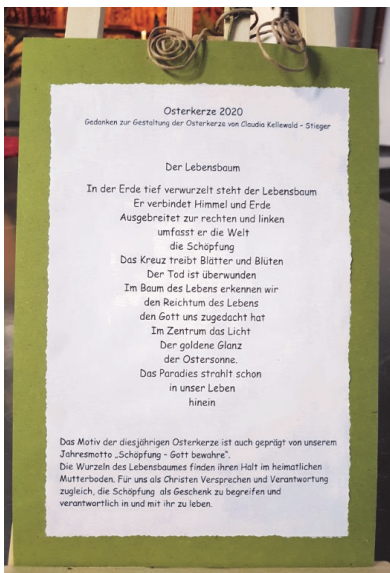 Osterkerze 2020
Gedanken zur Gestaltung der Osterkerze von Claudia Kellewald - Stieger
Der Lebensbaum
In der Erde tief verwurzelt steht der Lebensbaum
Er verbindet Himmel und Erde
Ausgebreitet zur rechten und linken
umfasst er die Welt
die Schöpfung
Das Kreuz treibt Blätter und Blüten
Der Tod ist überwunden
Im Baum des Lebens erkennen wir
den Reichtum des Lebens
den Gott uns zugedacht hat
Im Zentrum das Licht
Der goldene Glanz
der Ostersonne.
Das Paradies strahlt schon
in unser Leben
hinein
Das Motiv der diesjährigen Osterkerze ist auch geprägt von unserem
Jahresmotto „Schöpfung - Gott bewahre".
Die Wurzeln des Lebensbaumes finden ihren Halt im heimatlichen
Mutterboden. Für uns als Christen Versprechen und Verantwortung
zugleich, die Schöpfung als Geschenk zu begreifen und
verantwortlich in und mit ihr zu leben.